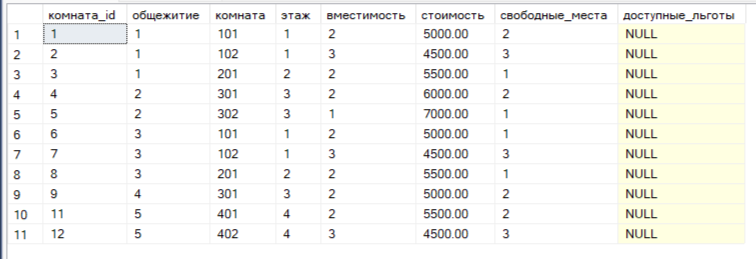 комната_id общежитие комната этаж вместимость стоимость свободные_места доступные_льготы
1 1 1 101 1 2 5000.00 2 NULL
2 2 1 102 1 3 4500.00 3 NULL
3 3 1 201 2 2 5500.00 1 NULL
4 4 2 301 3 2 6000.00 2 NULL
5 5 2 302 3 1 7000.00 1 NULL
6 6 3 101 1 2 5000.00 1 NULL
7 7 3 102 1 3 4500.00 3 NULL
8 8 3 201 2 2 5500.00 1 NULL
9 9 4 301 3 2 5000.00 2 NULL
10 11 5 401 4 2 5500.00 2 NULL
11 12 5 402 4 3 4500.00 3 NULL